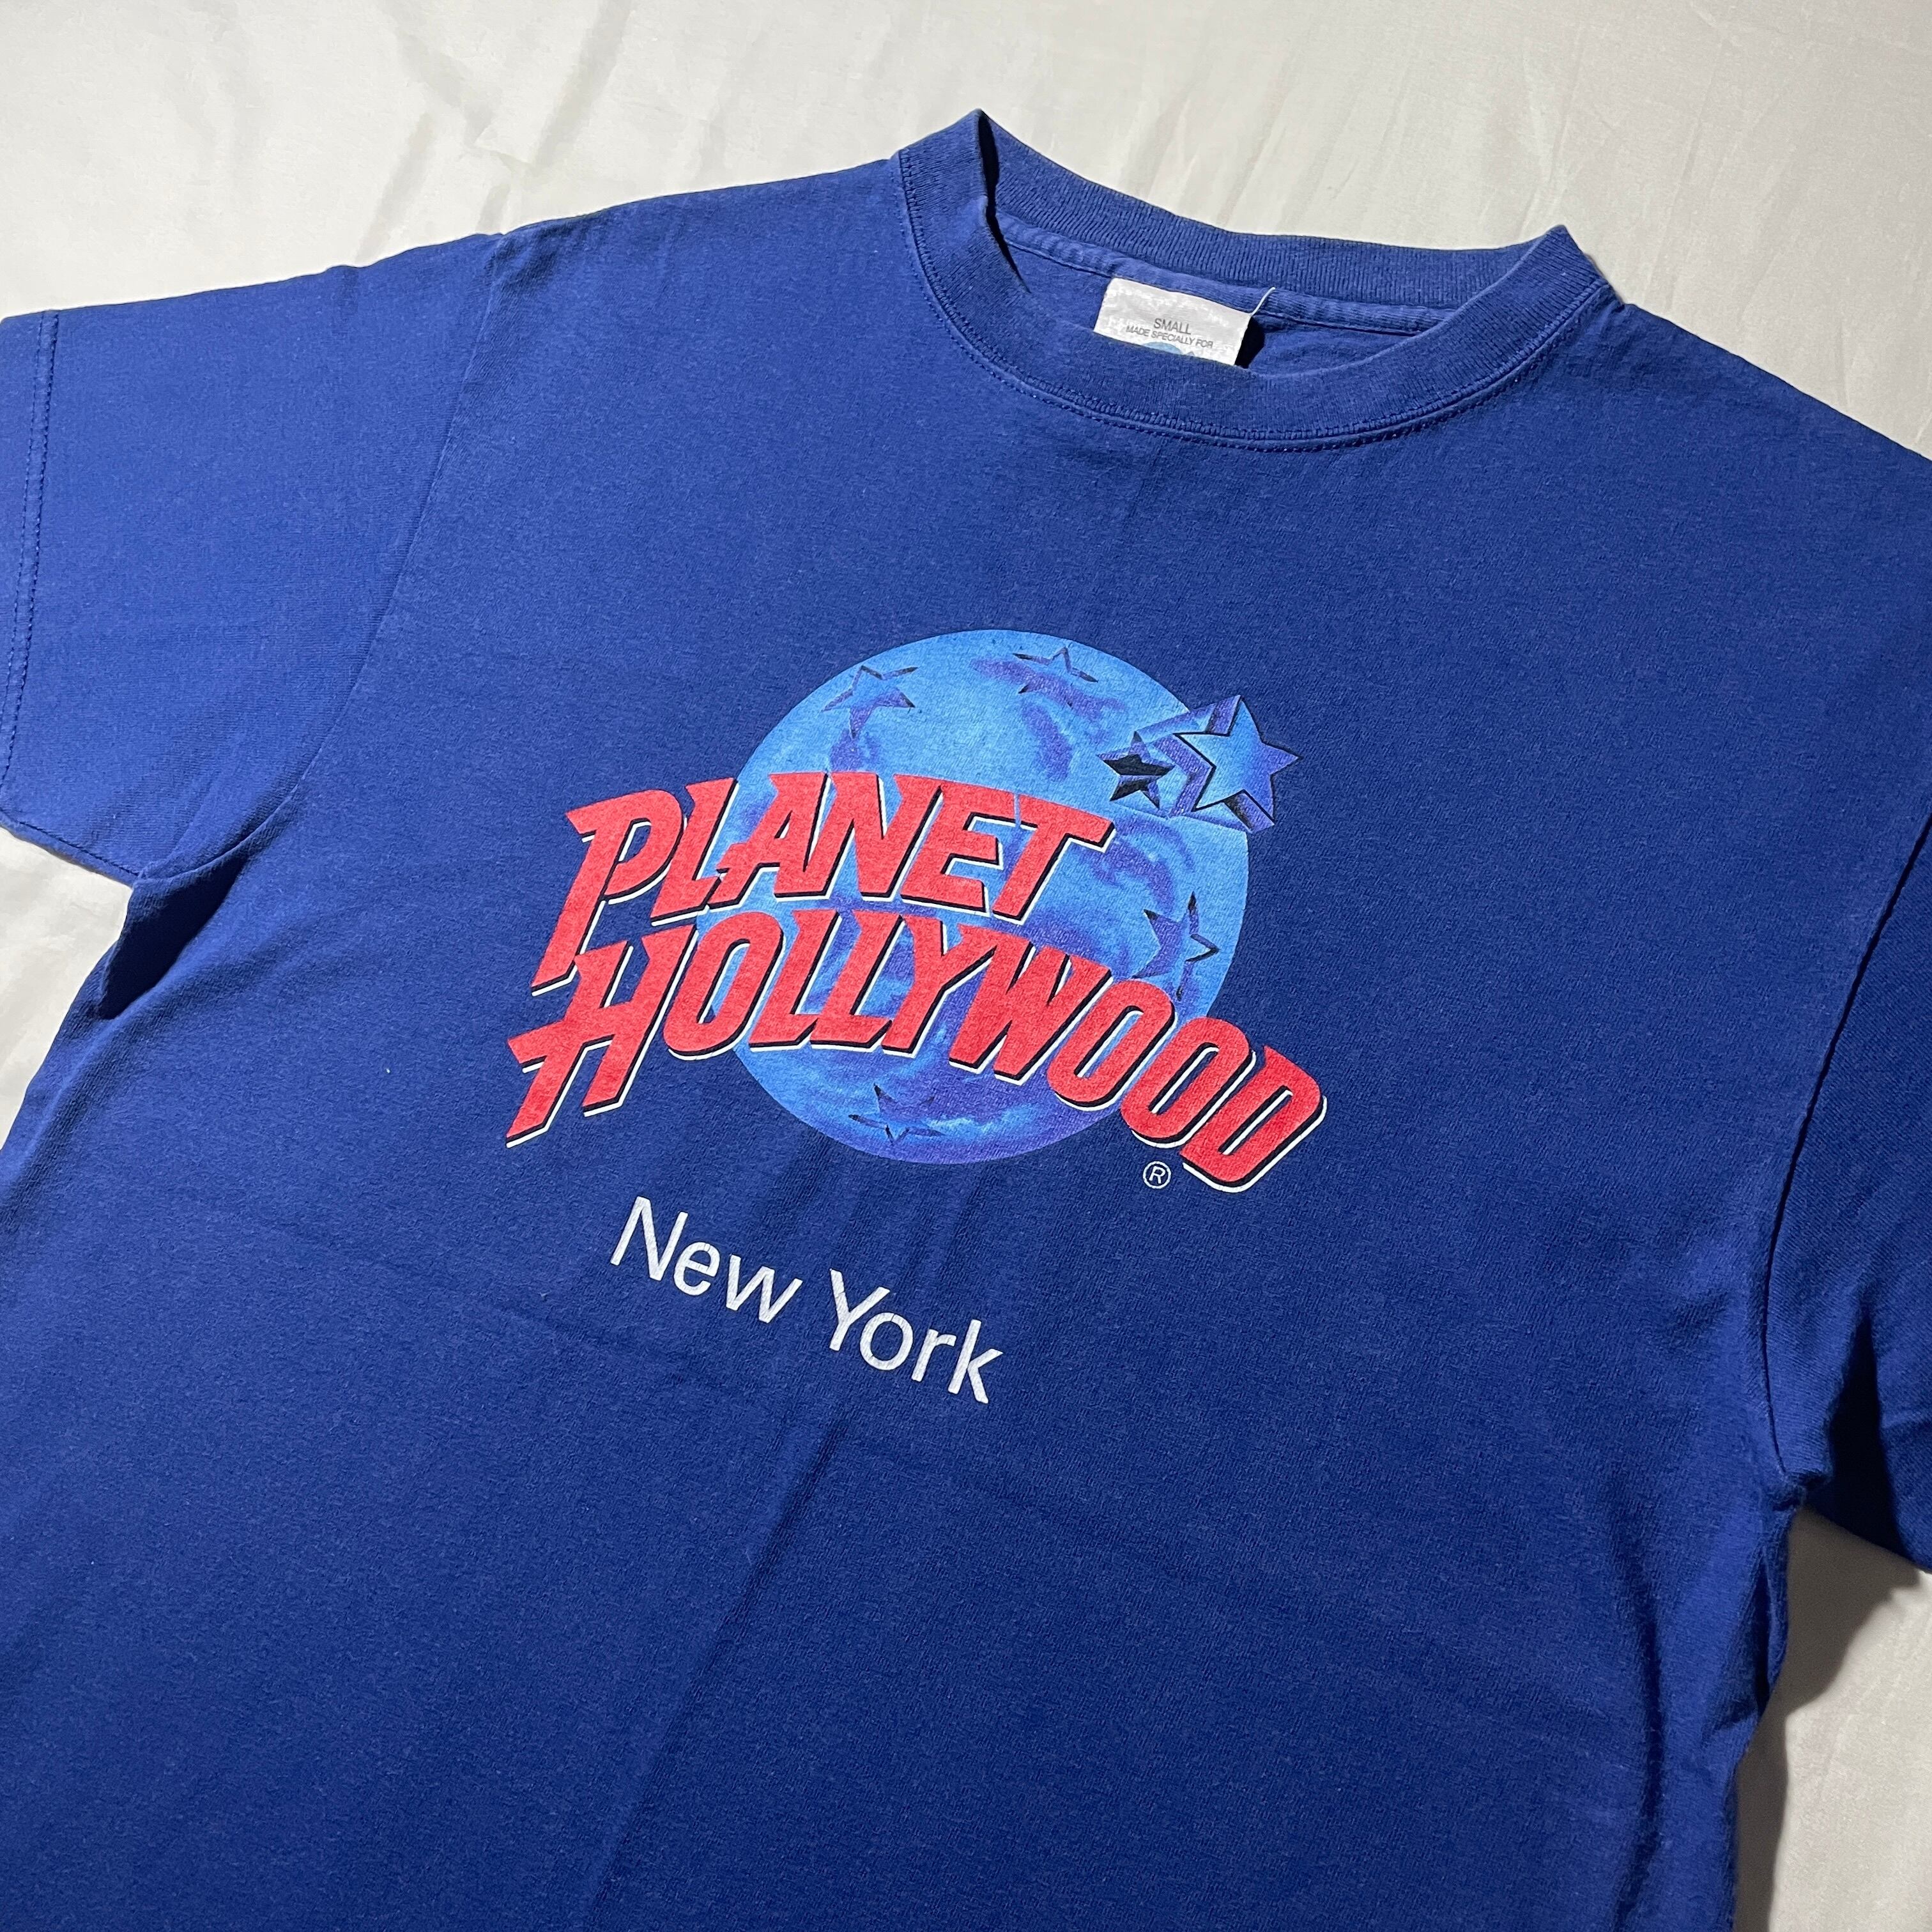 SMALL
MADE SPECIALLY FOR
PLANET
HOLLYWOOD
®
New York